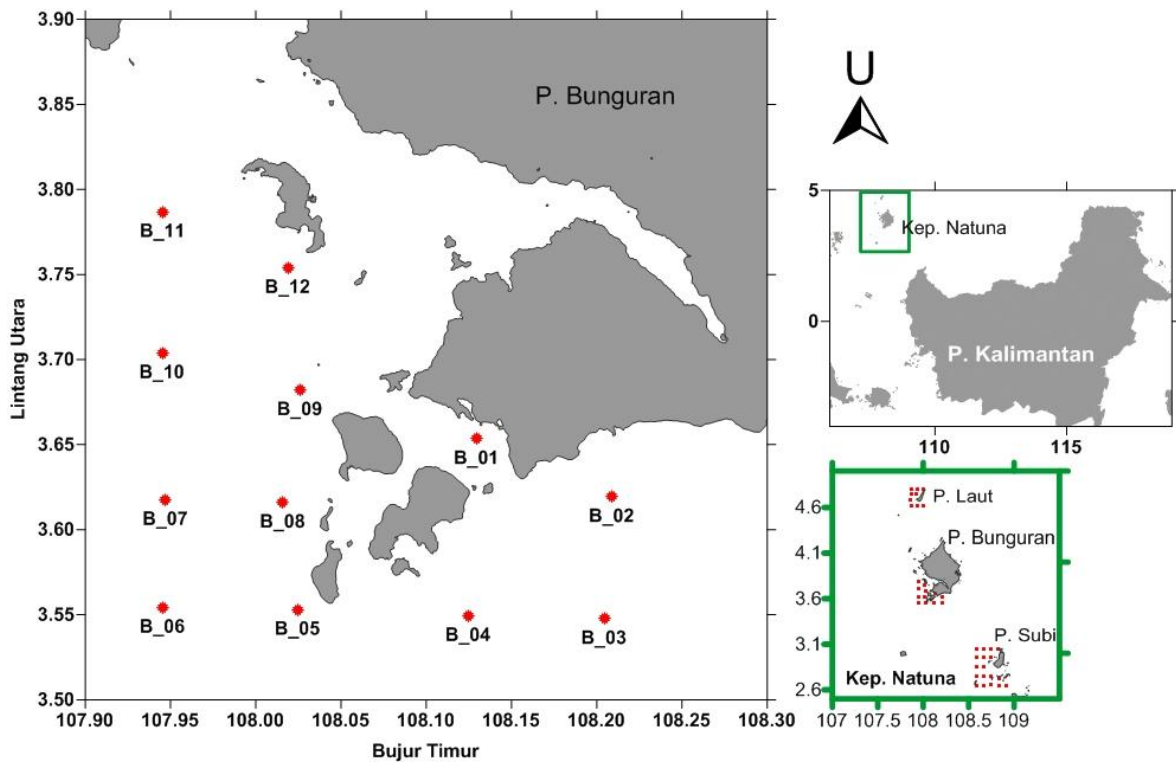 3.90
3.85
3.80
3.75
3.70
3.65
3.60
3.55
3.50
Lintang Utara
P. Bunguran
B_11
B_12
B_10
B_09
B_01
B_07
B_08
B_02
B_06
B_05
B_04
B_03
107.90 107.95 108.00 108.05 108.10 108.15 108.20 108.25 108.30
Bujur Timur
U
5
0
Kep. Natuna
P. Kalimantan
110 115
4.6
4.1
3.6
3.1
2.6
P. Laut
P. Bunguran
P. Subi
Kep. Natuna
107 107.5 108 108.5 109